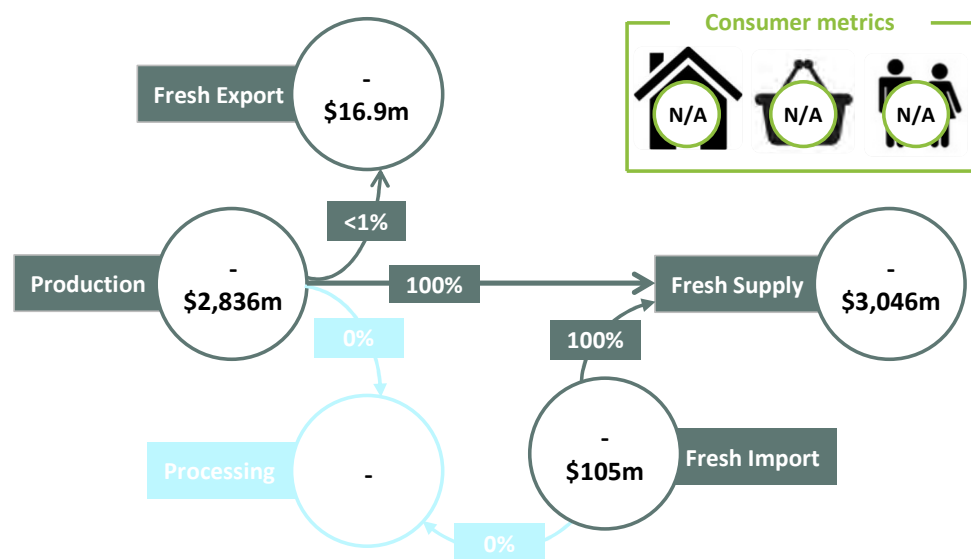 Consumer metrics
N/A
N/A
N/A
Fresh Export
-
$16.9m
<1%
Production
-
$2,836m
100%
Fresh Supply
-
$3,046m
0%
100%
Processing
-
-
$105m
Fresh Import
0%